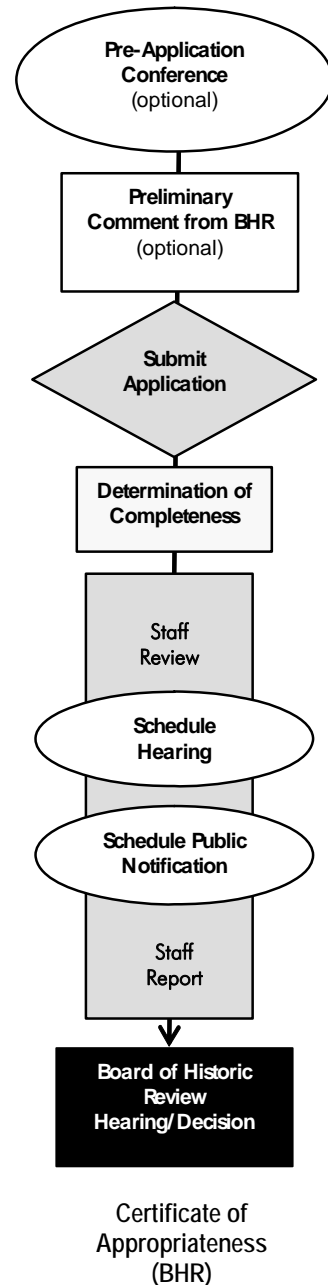 Pre-Application
Conference
(optional)
Preliminary
Comment from BHR
(optional)
Submit
Application
Determination of
Completeness
Staff
Review
Schedule
Hearing
Schedule Public
Notification
Staff
Report
Board of Historic
Review
Hearing/Decision
Certificate of
Appropriateness
(BHR)